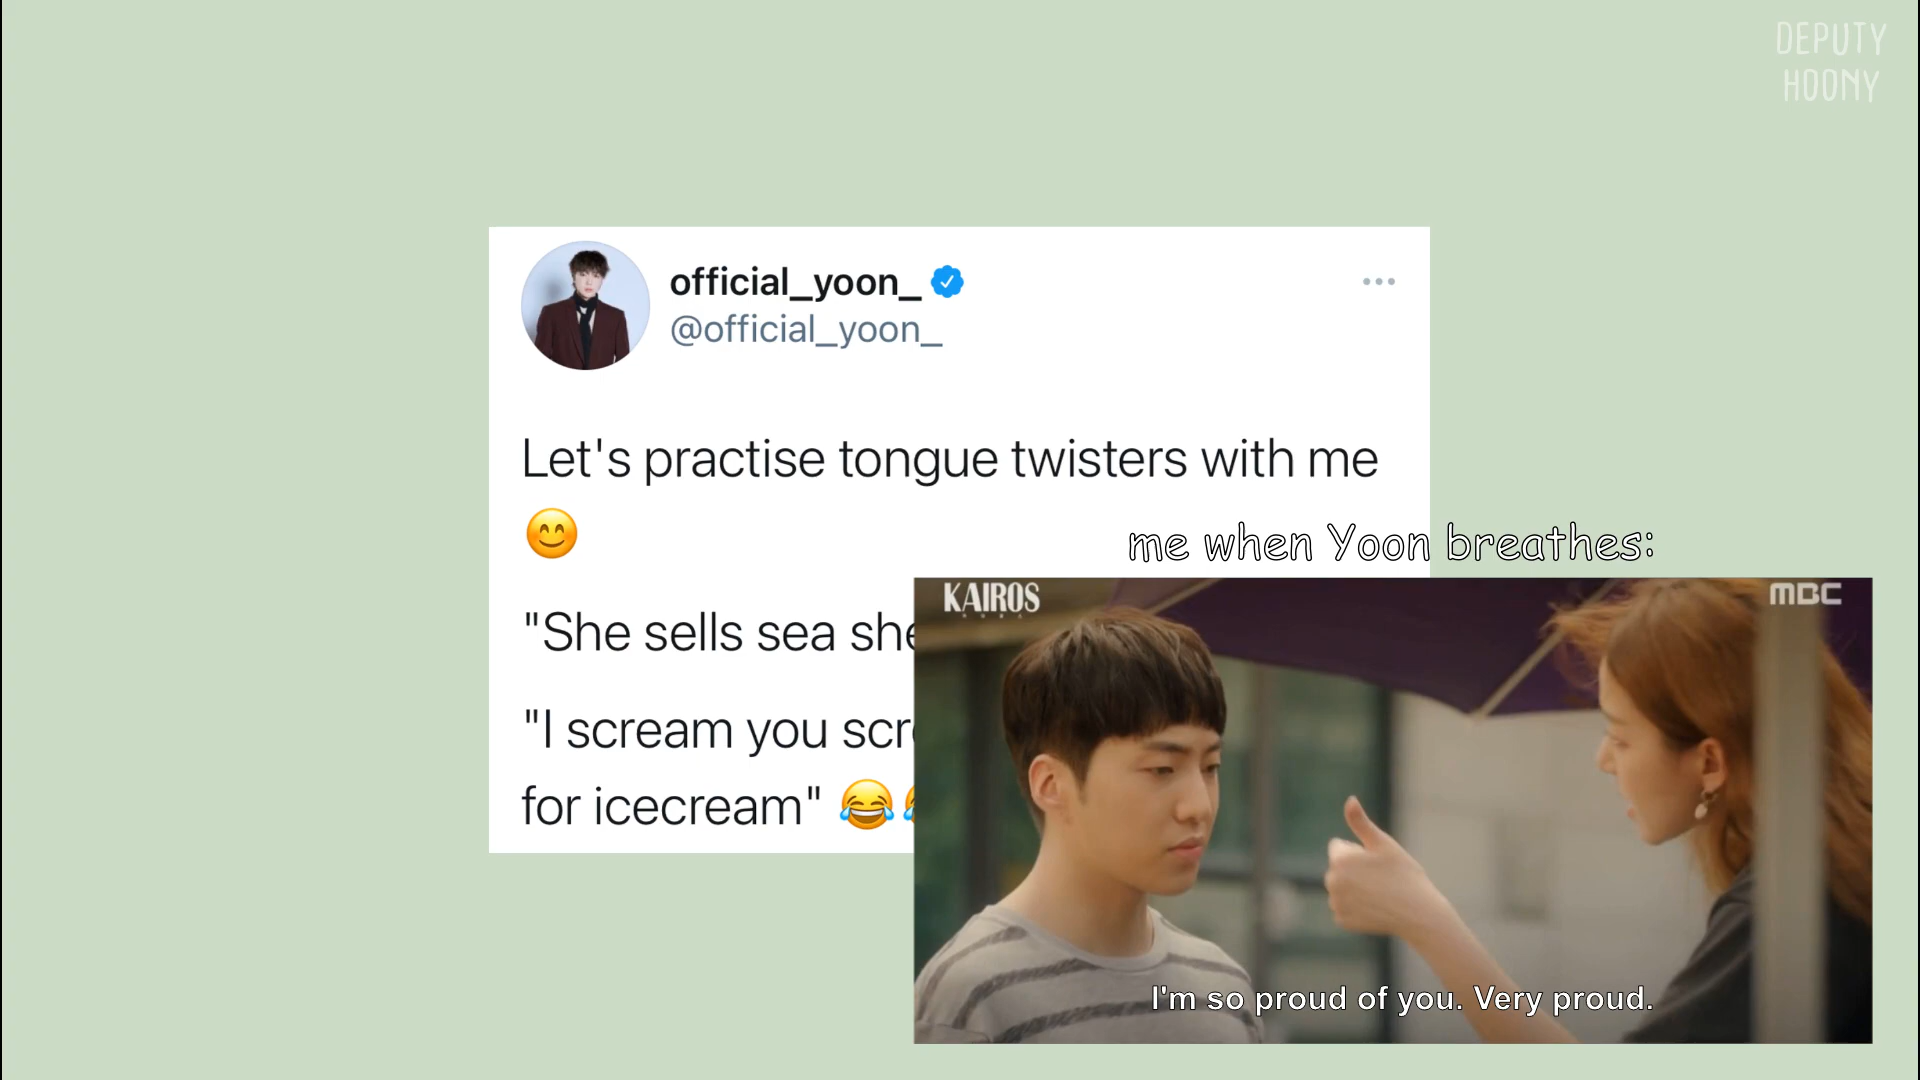 DEPUTY
HOONY
official_yoon_
@official_yoon_
Let's practise tongue twisters with me
😊
"She sells sea she
"I scream you scr
for icecream" 😂
me when Yoon breathes:
KAIROS
MBC
I'm so proud of you. Very proud.